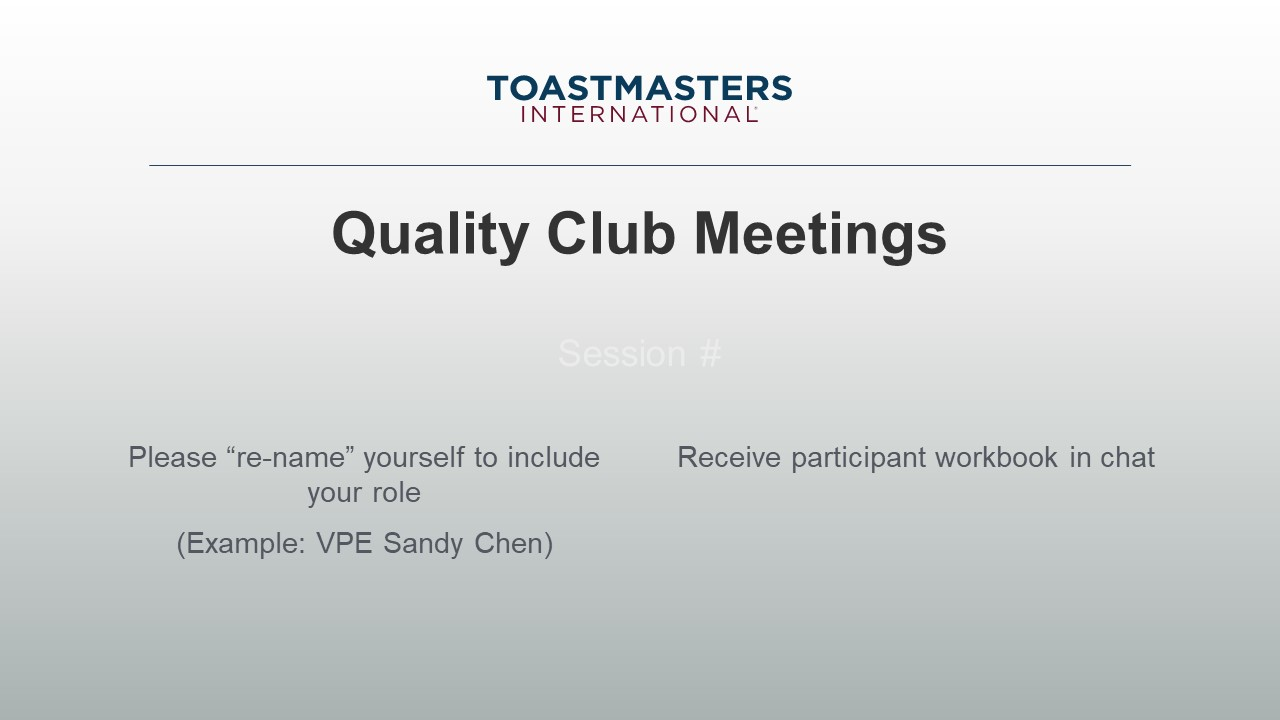 TOASTMASTERS
INTERNATIONAL®
Quality Club Meetings
Session #
Please “re-name” yourself to include
your role
(Example: VPE Sandy Chen)
Receive participant workbook in chat